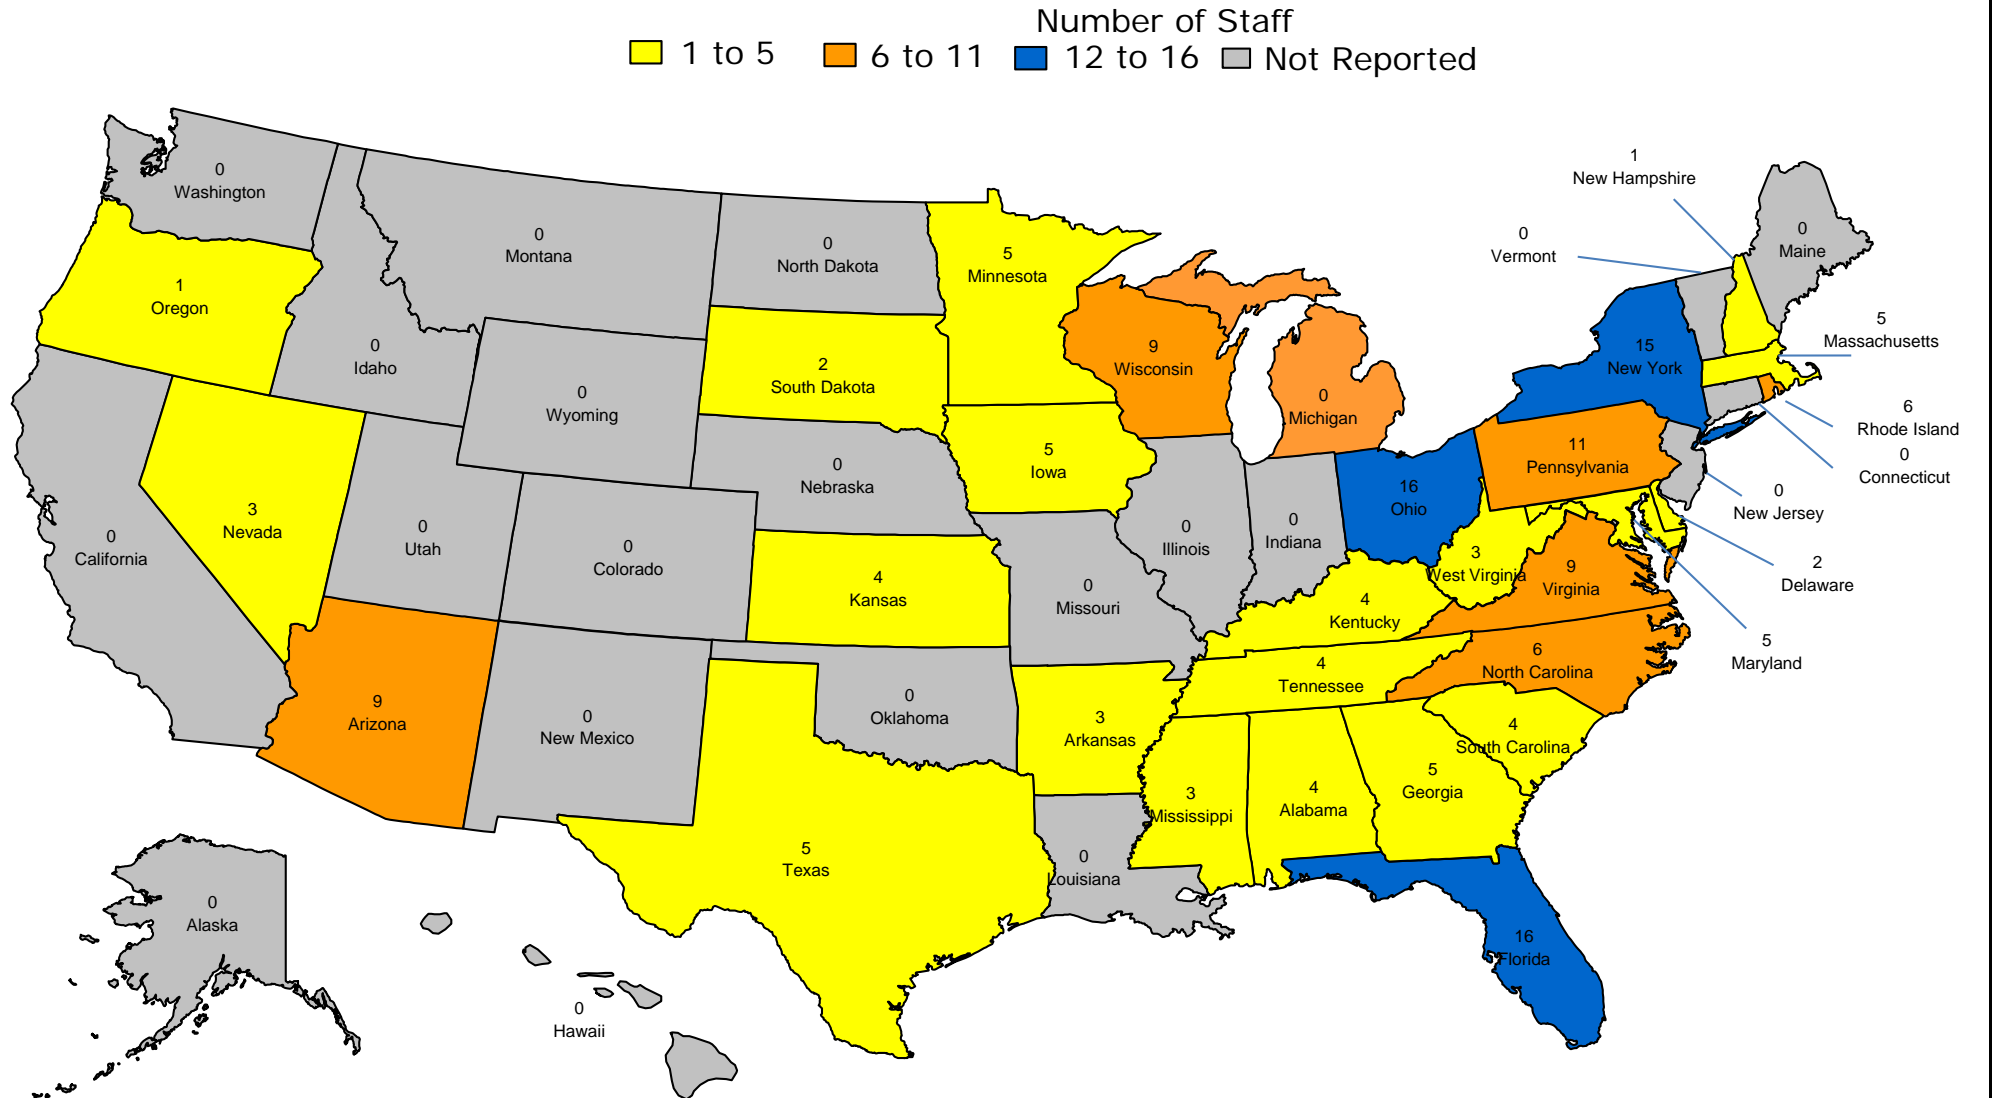 Number of Staff
1 to 5 6 to 11 12 to 16 Not Reported
0
Washington
1
Oregon
0
California
3
Nevada
0
Idaho
0
Montana
0
Wyoming
0
Utah
0
Colorado
9
Arizona
0
New Mexico
0
North Dakota
2
South Dakota
0
Nebraska
4
Kansas
0
Oklahoma
5
Texas
5
Minnesota
5
Iowa
0
Missouri
3
Arkansas
0
Louisiana
9
Wisconsin
0
Illinois
0
Michigan
0
Indiana
16
Ohio
4
Kentucky
4
Tennessee
3
Mississippi
4
Alabama
5
Georgia
16
Florida
4
South Carolina
6
North Carolina
9
Virginia
3
West Virginia
11
Pennsylvania
15
New York
0
Vermont
1
New Hampshire
0
Maine
5
Massachusetts
6
Rhode Island
0
Connecticut
0
New Jersey
2
Delaware
5
Maryland
0
Alaska
0
Hawaii